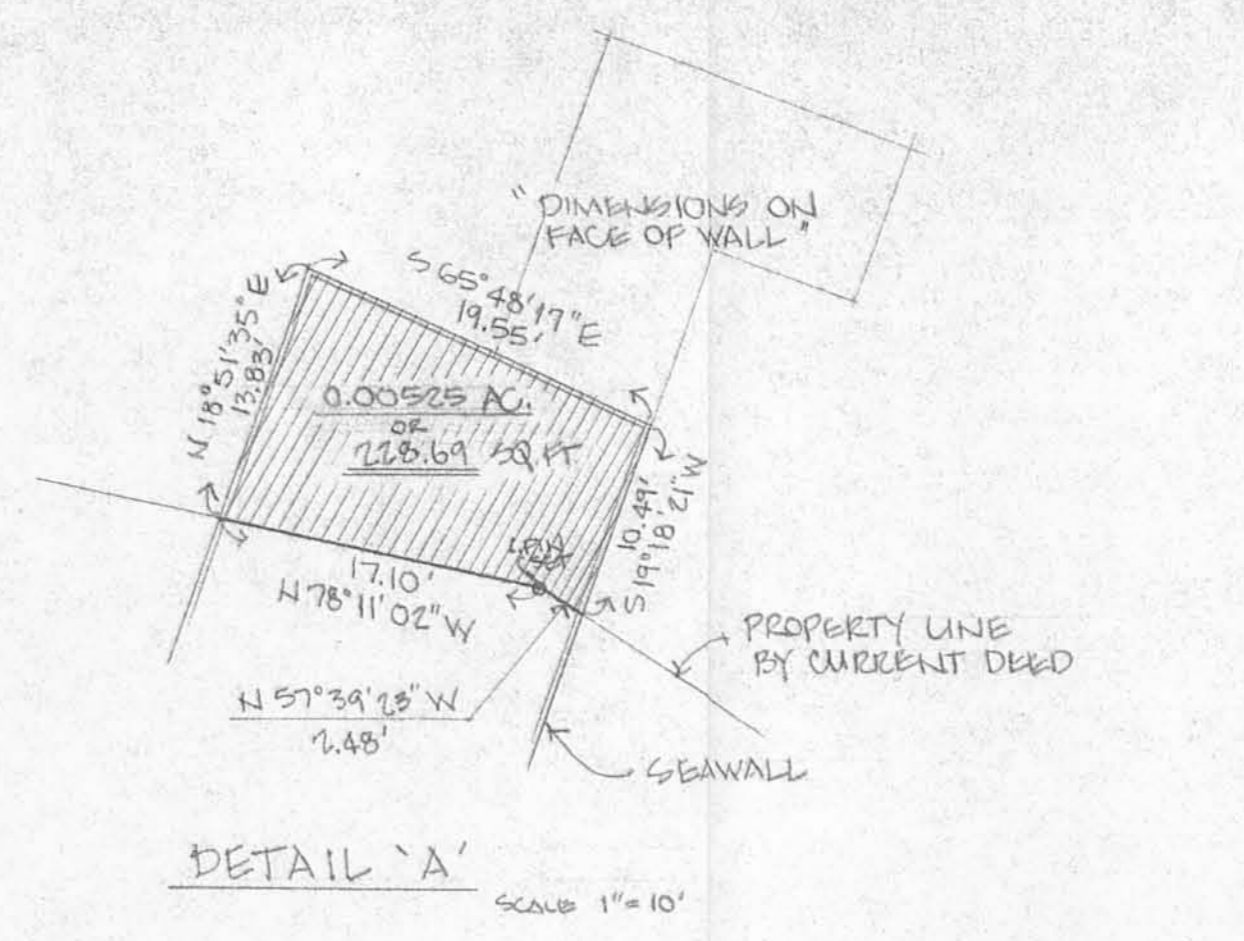 " DIMENSIONS ON
FACE OF WALL "
S 65° 48' 17" E
19.55'
N 18° 51' 35" E
13.83'
0.00525 AC.
OR
228.69 SQ FT
I.PIN
SET
10.49'
S 19° 18' 21" W
17.10'
N 78° 11' 02" W
PROPERTY LINE
BY CURRENT DEED
N 57° 39' 23" W
2.48'
SEAWALL
DETAIL 'A'
SCALE 1" = 10'